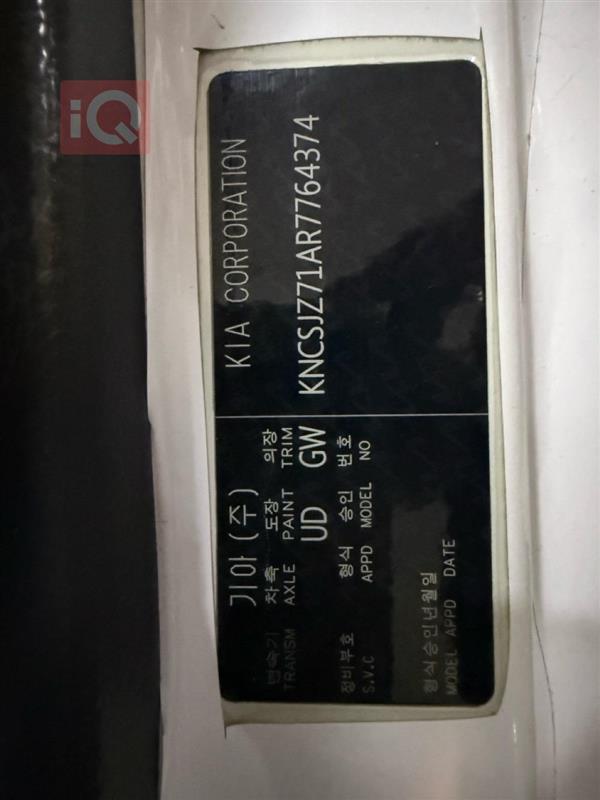 iQ
기아(주) KIA CORPORATION
변속기 차축 도장 의장
TRANSM AXLE PAINT TRIM
UD GW KNCSJZ71AR7764374
정비부호 형식 승인 번호
S.V.C APPD MODEL NO
형식승인년월일
MODEL APPD DATE